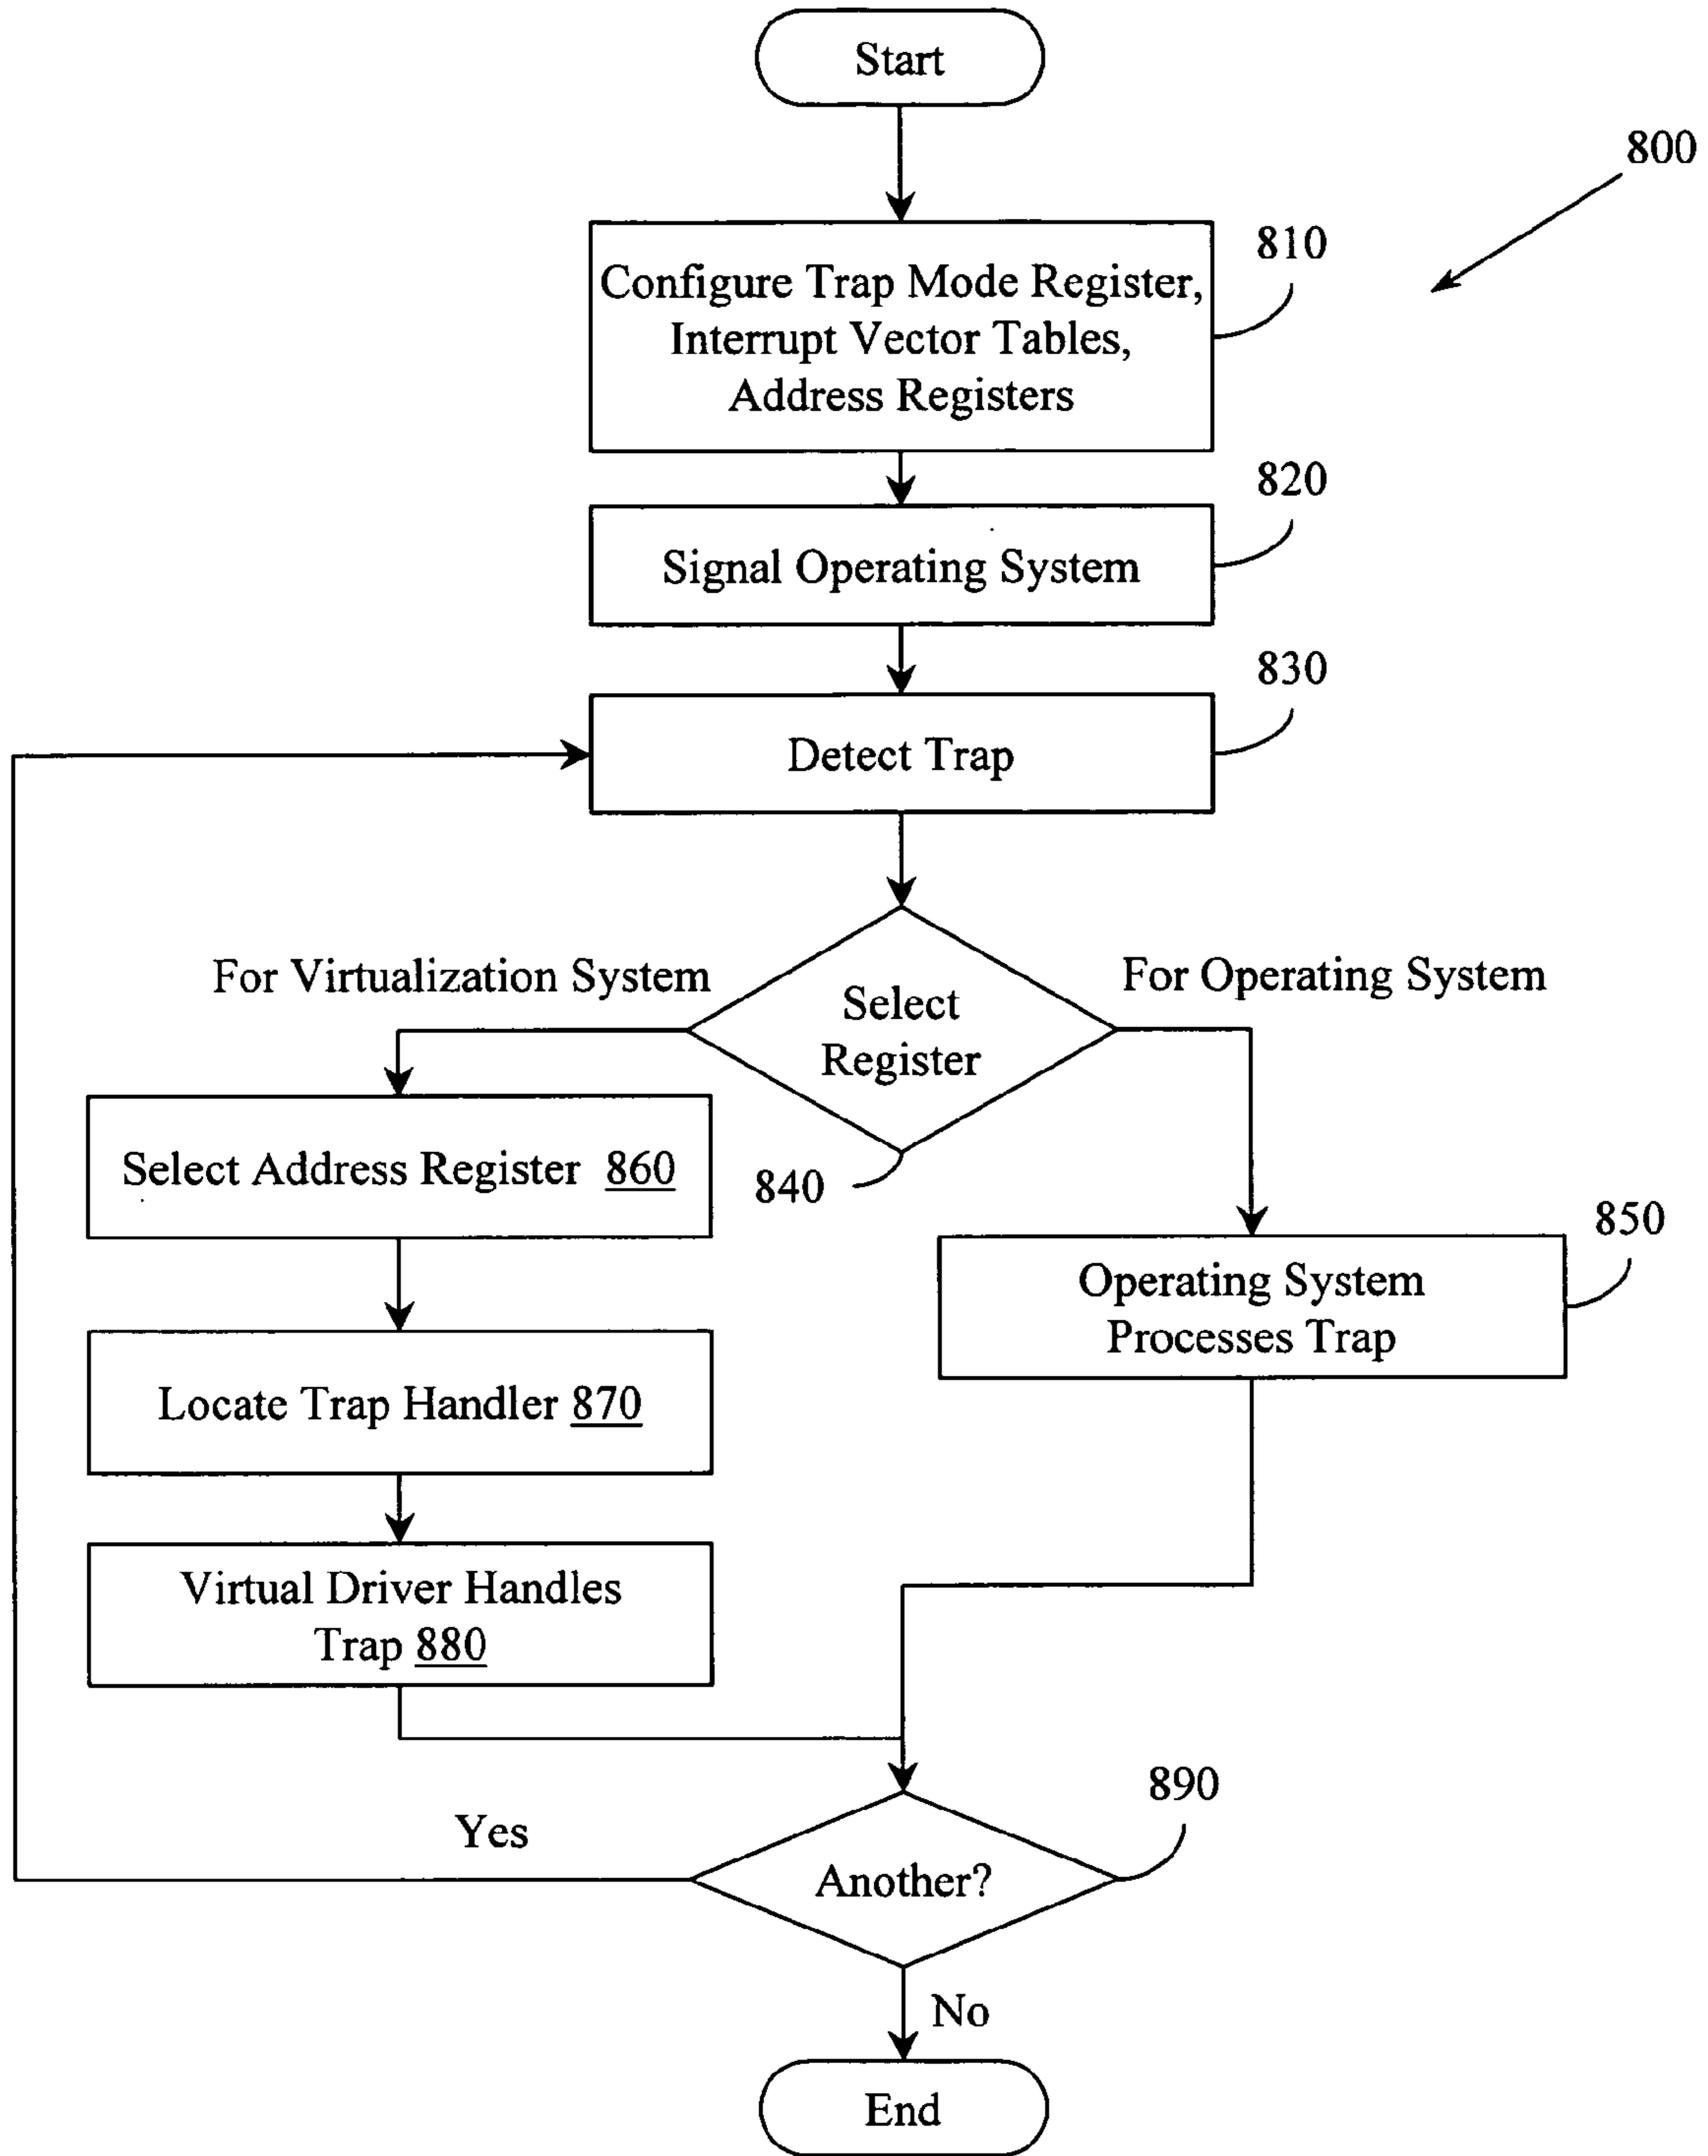 Start
800
810
Configure Trap Mode Register,
Interrupt Vector Tables,
Address Registers
820
Signal Operating System
830
Detect Trap
For Virtualization System
For Operating System
Select
Register
840
Select Address Register 860
850
Operating System
Processes Trap
Locate Trap Handler 870
Virtual Driver Handles
Trap 880
890
Yes
Another?
No
End